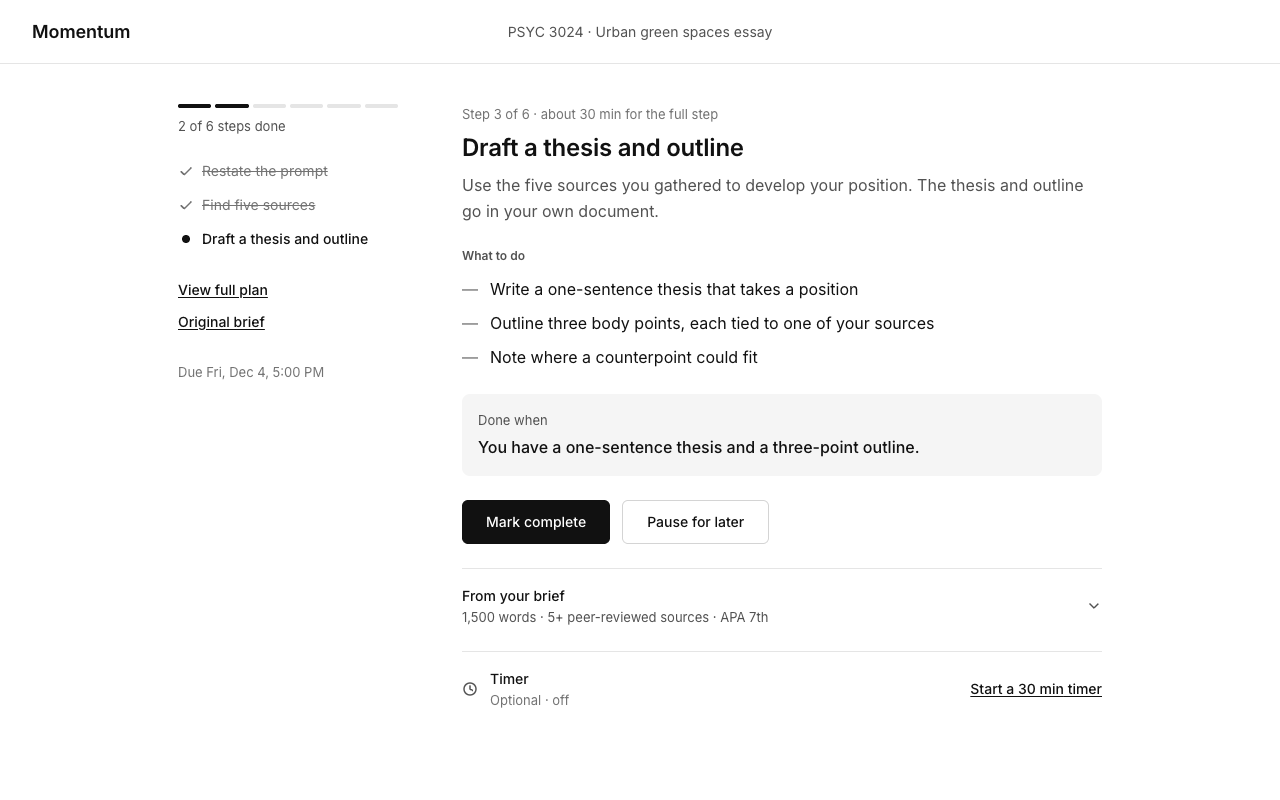 Momentum
PSYC 3024 · Urban green spaces essay
2 of 6 steps done
Restate the prompt
Find five sources
Draft a thesis and outline
View full plan
Original brief
Due Fri, Dec 4, 5:00 PM
Step 3 of 6 · about 30 min for the full step
Draft a thesis and outline
Use the five sources you gathered to develop your position. The thesis and outline
go in your own document.
What to do
— Write a one-sentence thesis that takes a position
— Outline three body points, each tied to one of your sources
— Note where a counterpoint could fit
Done when
You have a one-sentence thesis and a three-point outline.
Mark complete
Pause for later
From your brief
1,500 words · 5+ peer-reviewed sources · APA 7th
Timer
Optional · off
Start a 30 min timer